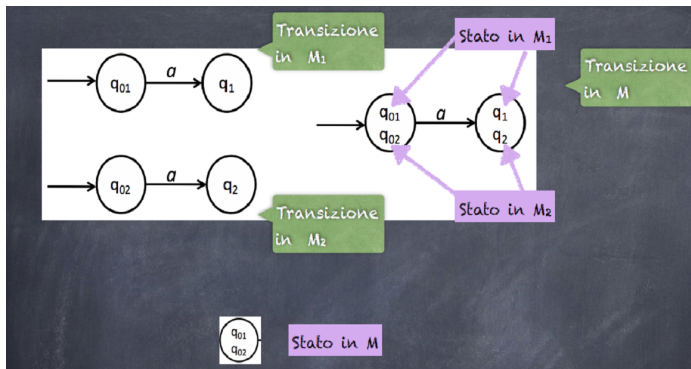 Transizione
in M₁
q₀₁
a
q₁
q₀₂
a
q₂
Transizione
in M₂
Stato in M₁
Transizione
in M
q₀₁
q₀₂
a
q₁
q₂
Stato in M₂
q₀₁
q₀₂
Stato in M